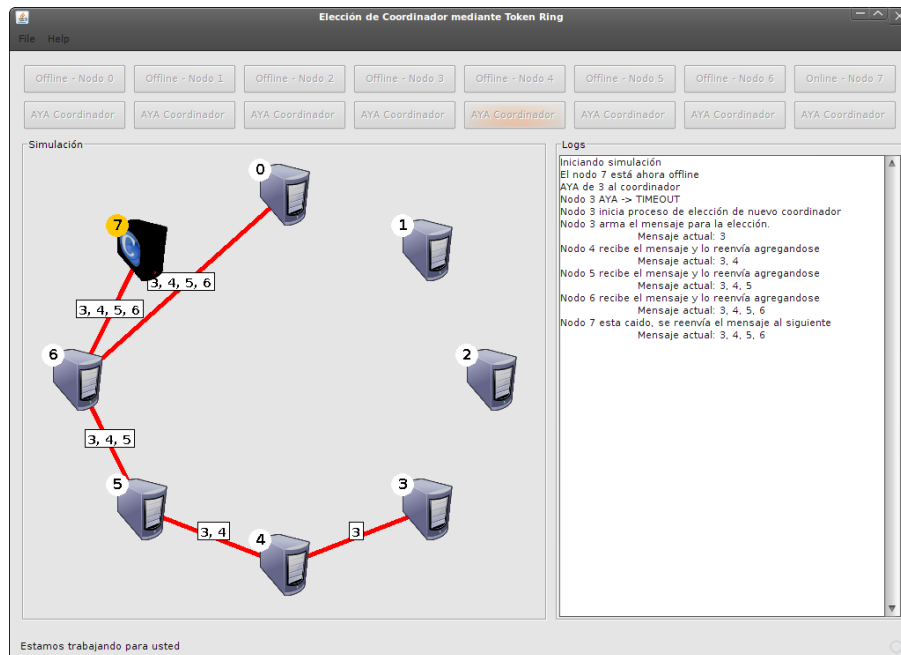 Elección de Coordinador mediante Token Ring
File Help
Offline - Nodo 0 Offline - Nodo 1 Offline - Nodo 2 Offline - Nodo 3 Offline - Nodo 4 Offline - Nodo 5 Offline - Nodo 6 Online - Nodo 7
AYA Coordinador AYA Coordinador AYA Coordinador AYA Coordinador AYA Coordinador AYA Coordinador AYA Coordinador AYA Coordinador
Simulación
0
7
1
3, 4, 5, 6
3, 4, 5, 6
6
2
3, 4, 5
5
3
3, 4
3
4
Logs
Iniciando simulación
El nodo 7 está ahora offline
AYA de 3 al coordinador
Nodo 3 AYA -> TIMEOUT
Nodo 3 inicia proceso de elección de nuevo coordinador
Nodo 3 arma el mensaje para la elección.
Mensaje actual: 3
Nodo 4 recibe el mensaje y lo reenvía agregandose
Mensaje actual: 3, 4
Nodo 5 recibe el mensaje y lo reenvía agregandose
Mensaje actual: 3, 4, 5
Nodo 6 recibe el mensaje y lo reenvía agregandose
Mensaje actual: 3, 4, 5, 6
Nodo 7 esta caido, se reenvía el mensaje al siguiente
Mensaje actual: 3, 4, 5, 6
Estamos trabajando para usted